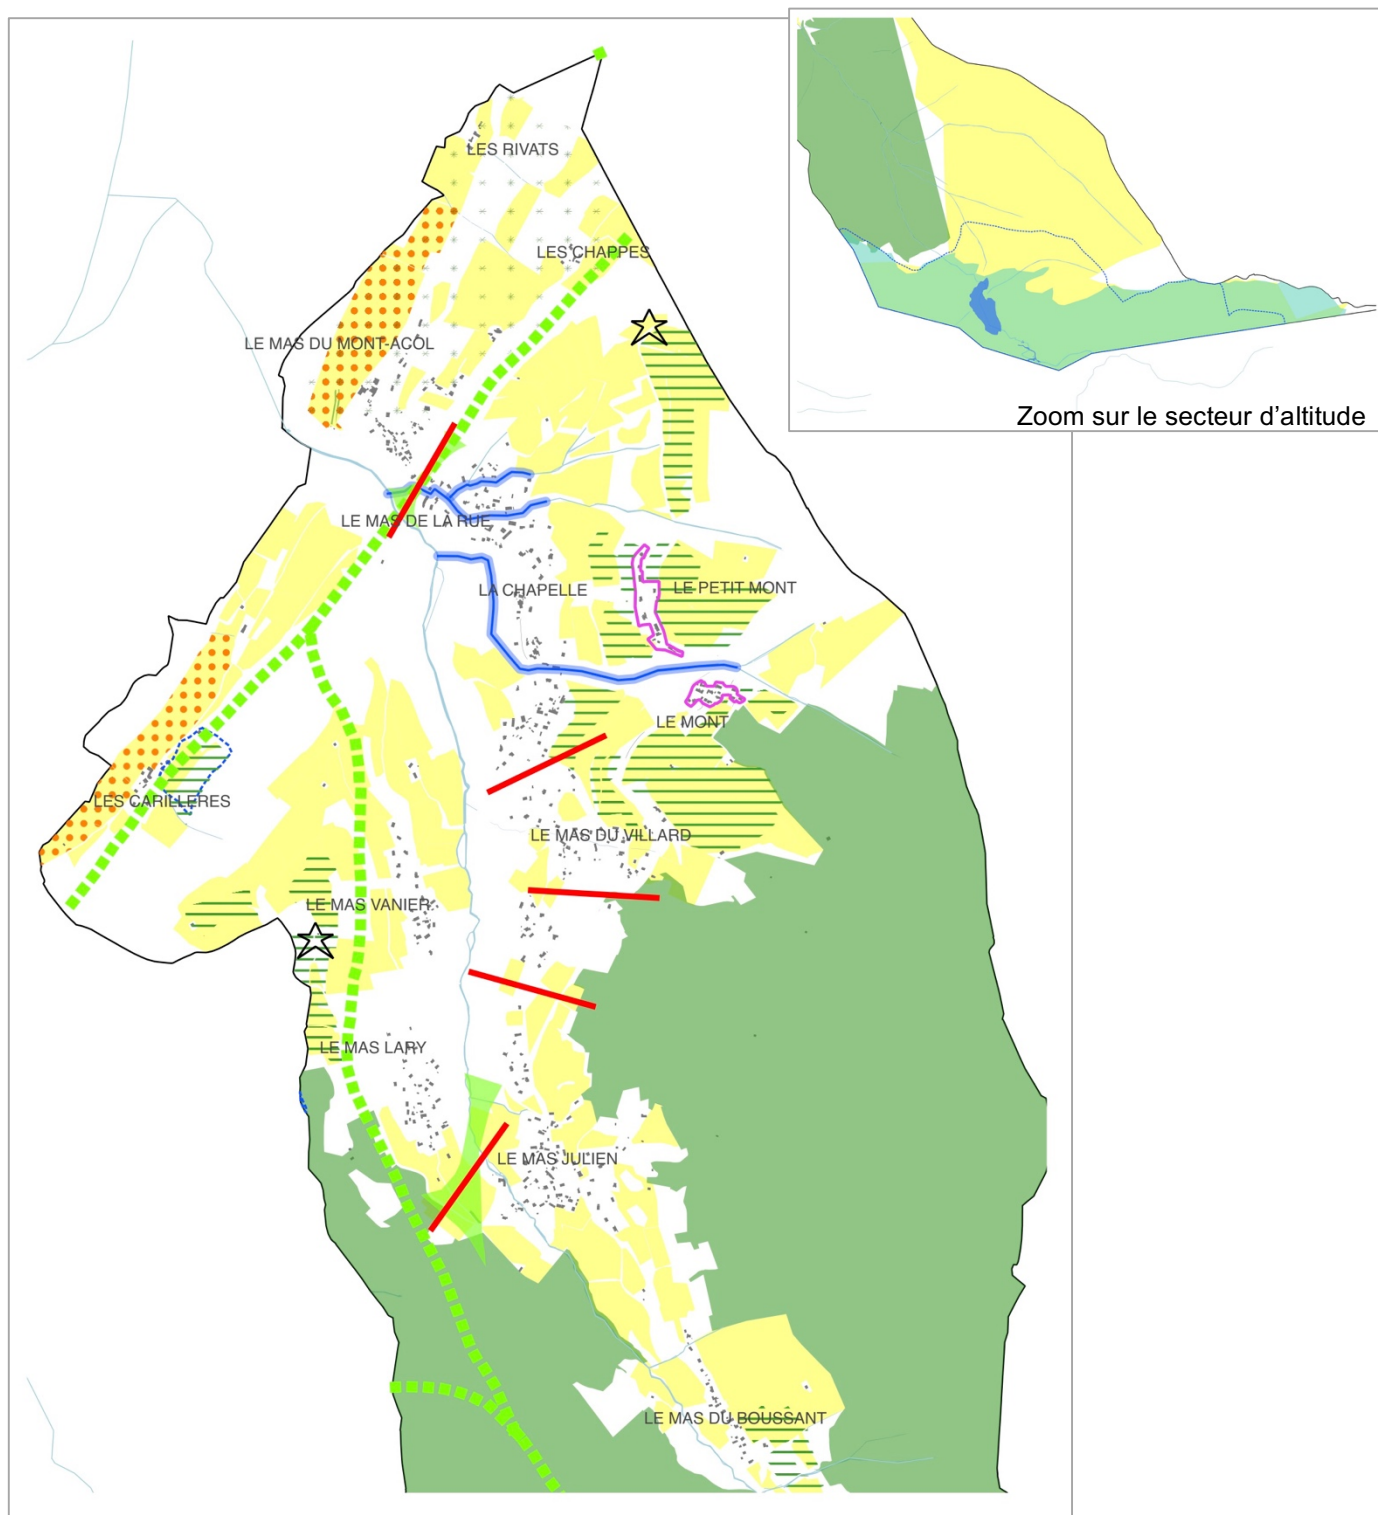 LES RIVATS
LES CHAPPES
LE MAS DU MONT-ACOL
Zoom sur le secteur d'altitude
LE MAS DE LA RUE
LA CHAPELLE
LE PETIT MONT
LE MONT
LES CARILLERES
LE MAS DU VILLARD
LE MAS VANIER
LE MAS LARY
LE MAS JULIEN
LE MAS DU BOUSSANT